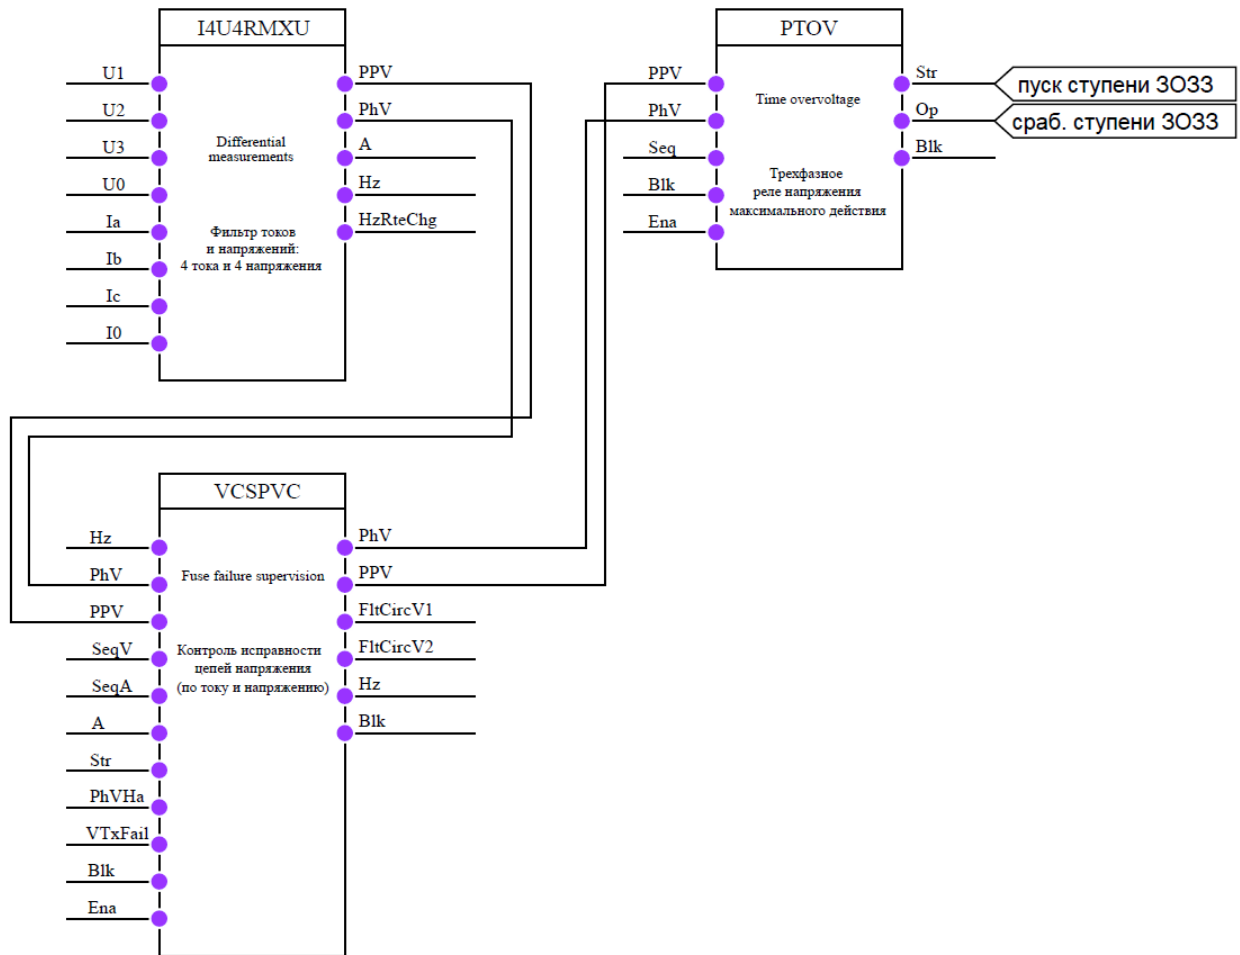 I4U4RMXU
U1
U2
U3
U0
Ia
Ib
Ic
I0
Differential
measurements
Фильтр токов
и напряжений:
4 тока и 4 напряжения
PPV
PhV
A
Hz
HzRteChg
PTOV
PPV
PhV
Seq
Blk
Ena
Time overvoltage
Трехфазное
реле напряжения
максимального действия
Str
Op
Blk
пуск ступени ЗОЗЗ
сраб. ступени ЗОЗЗ
VCSPVC
Hz
PhV
PPV
SeqV
SeqA
A
Str
PhVHa
VTxFail
Blk
Ena
Fuse failure supervision
Контроль исправности
цепей напряжения
(по току и напряжению)
PhV
PPV
FltCircV1
FltCircV2
Hz
Blk